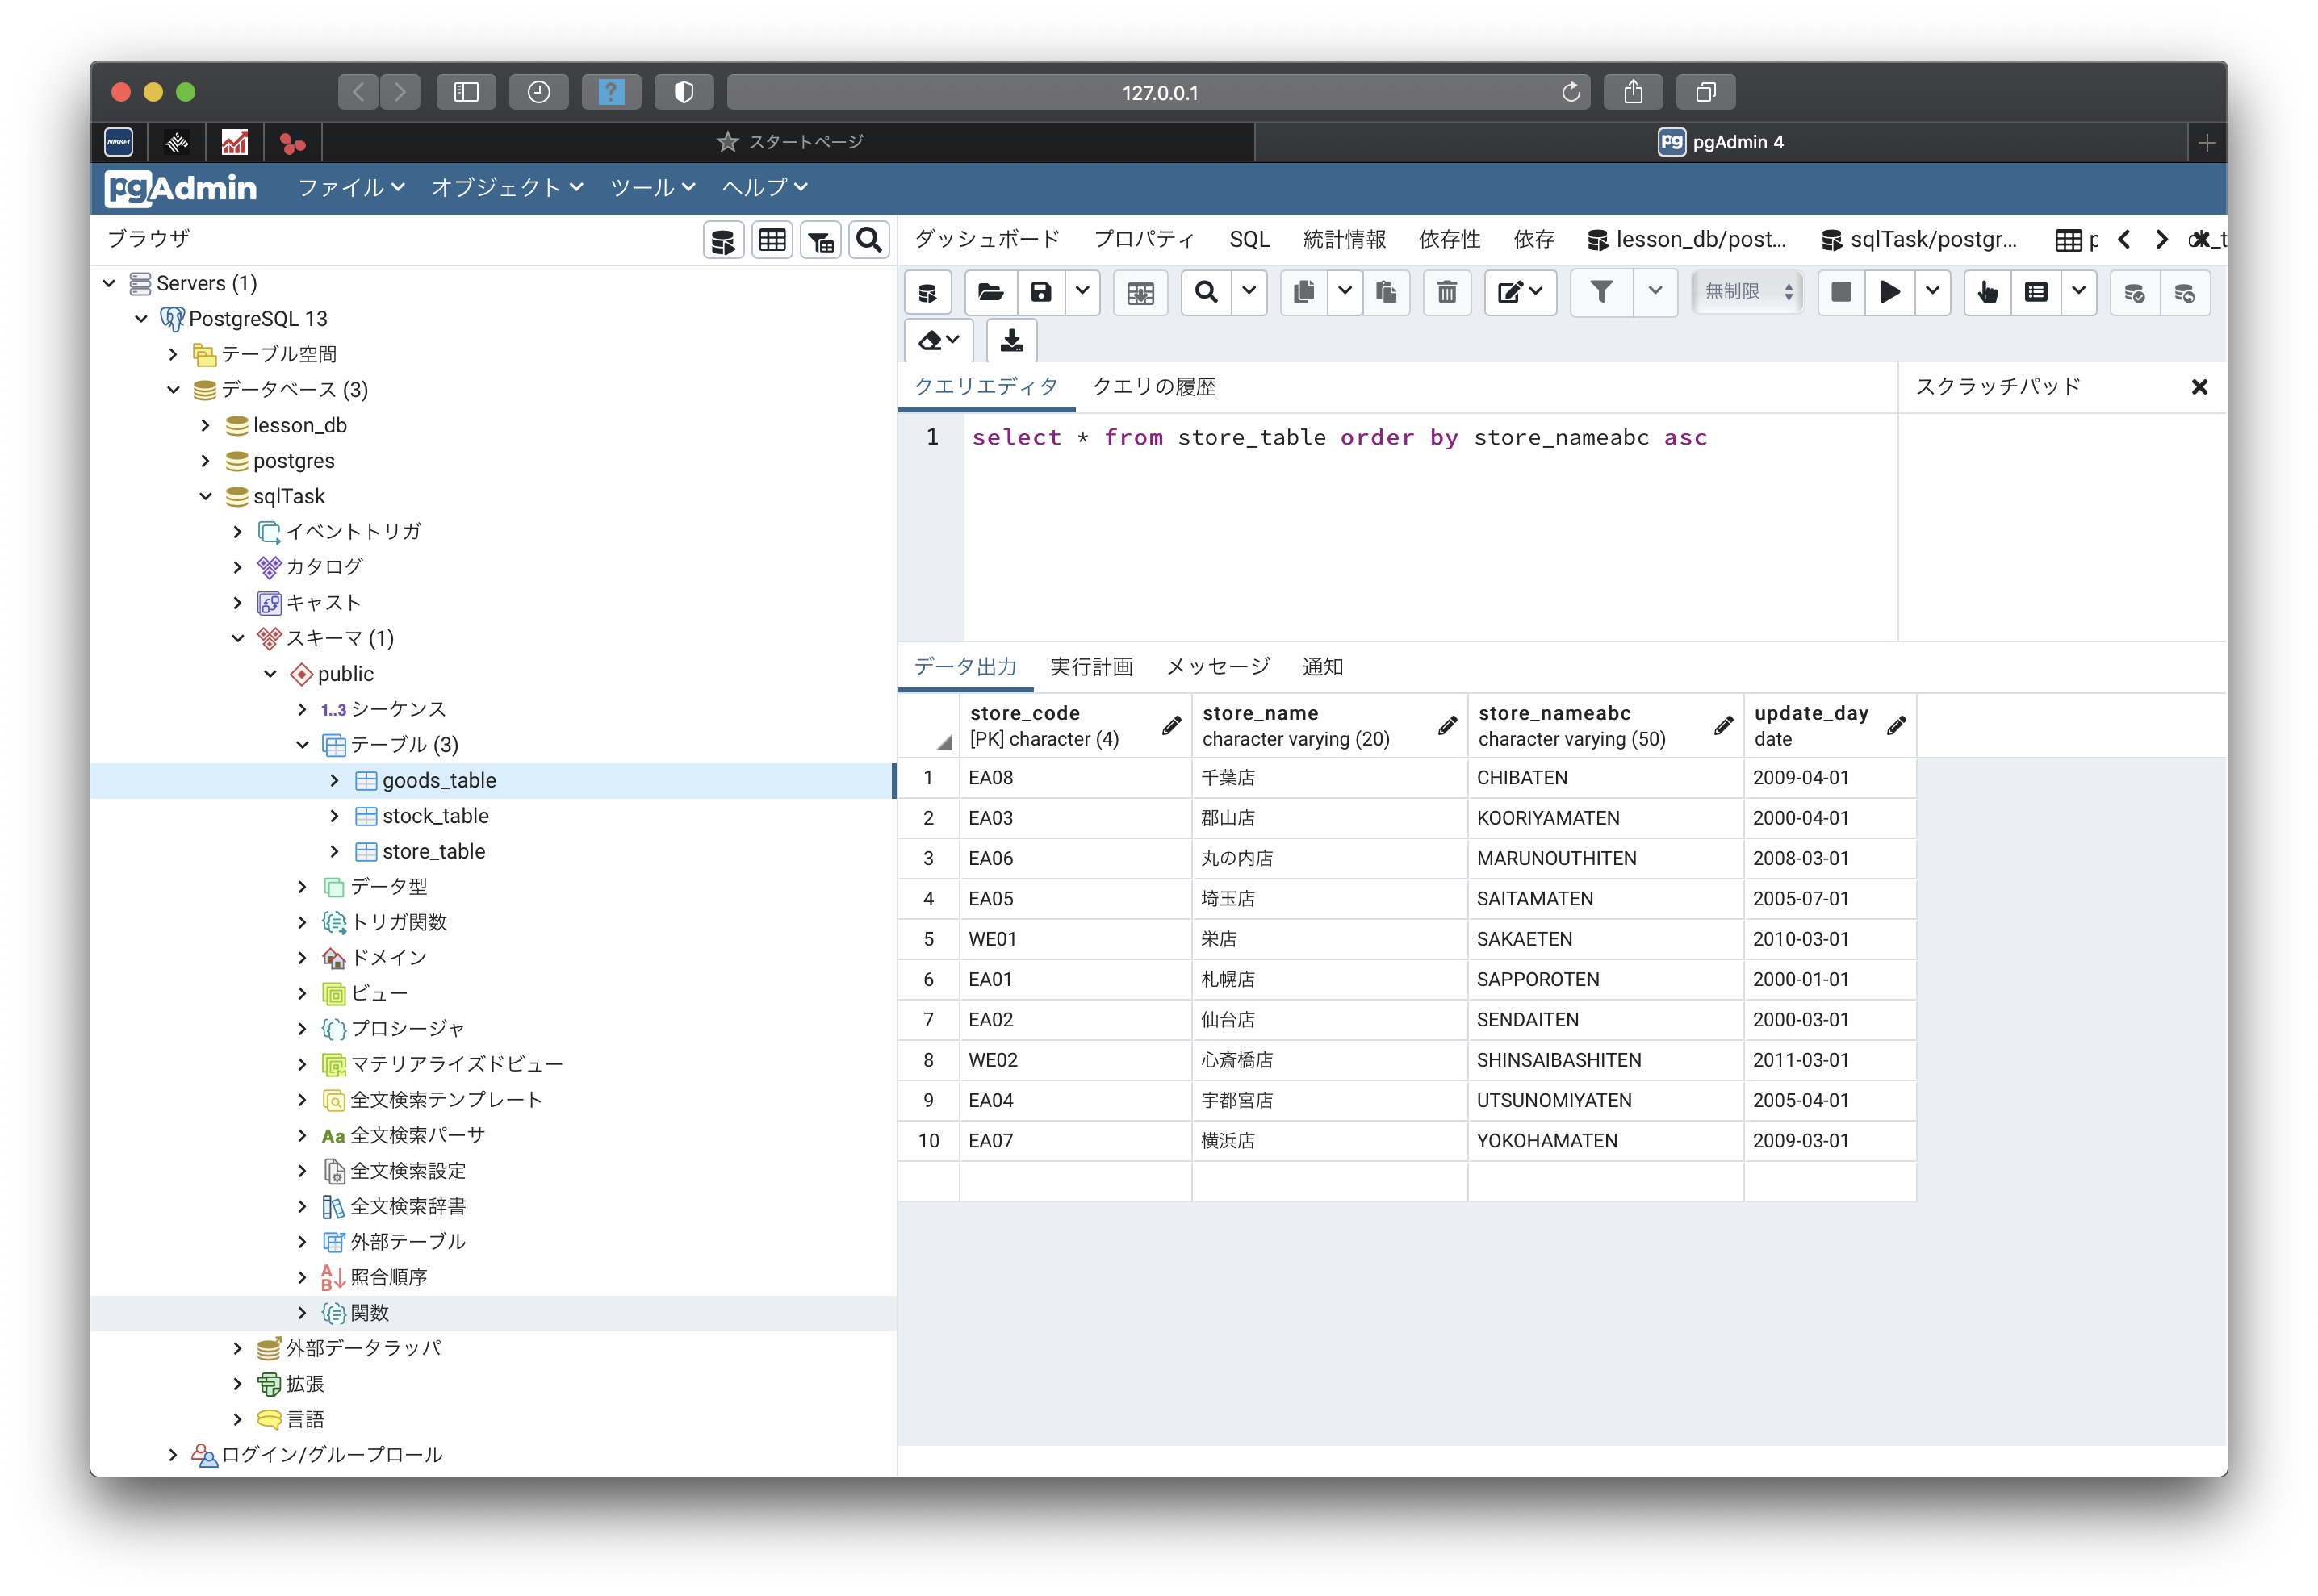 127.0.0.1
NIKKEI
スタートページ
pgAdmin 4
pgAdmin
ファイル
オブジェクト
ツール
ヘルプ
ブラウザ
Servers (1)
PostgreSQL 13
テーブル空間
データベース (3)
lesson_db
postgres
sqlTask
イベントトリガ
カタログ
キャスト
スキーマ (1)
public
1..3 シーケンス
テーブル (3)
goods_table
stock_table
store_table
データ型
トリガ関数
ドメイン
ビュー
プロシージャ
マテリアライズドビュー
全文検索テンプレート
Aa 全文検索パーサ
全文検索設定
全文検索辞書
外部テーブル
照合順序
関数
外部データラッパ
拡張
言語
ログイン/グループロール
ダッシュボード プロパティ SQL 統計情報 依存性 依存 lesson_db/post... sqlTask/postgr...
無制限
クエリエディタ クエリの履歴
スクラッチパッド
1 select * from store_table order by store_nameabc asc
データ出力 実行計画 メッセージ 通知
store_code store_name store_nameabc update_day
[PK] character (4) character varying (20) character varying (50) date
1 EA08 千葉店 CHIBATEN 2009-04-01
2 EA03 郡山店 KOORIYAMATEN 2000-04-01
3 EA06 丸の内店 MARUNOUTHITEN 2008-03-01
4 EA05 埼玉店 SAITAMATEN 2005-07-01
5 WE01 栄店 SAKAETEN 2010-03-01
6 EA01 札幌店 SAPPOROTEN 2000-01-01
7 EA02 仙台店 SENDAITEN 2000-03-01
8 WE02 心斎橋店 SHINSAIBASHITEN 2011-03-01
9 EA04 宇都宮店 UTSUNOMIYATEN 2005-04-01
10 EA07 横浜店 YOKOHAMATEN 2009-03-01